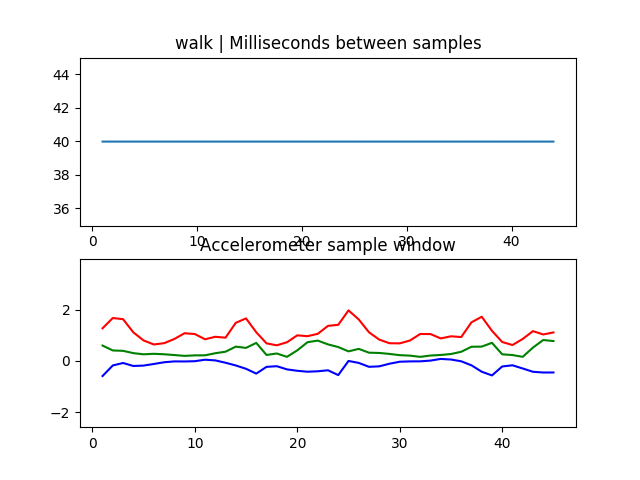 walk | Milliseconds between samples
44
42
40
38
36
0 10 20 30 40
Accelerometer sample window
2
0
−2
0 10 20 30 40